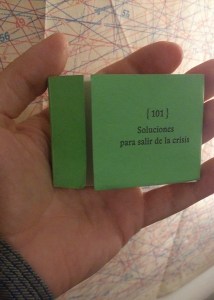 { 101 }
Soluciones
para salir de la crisis